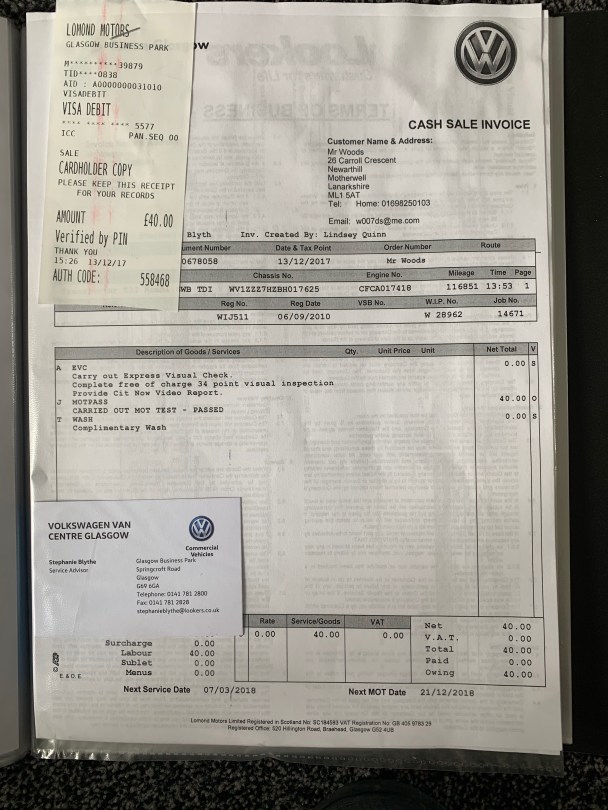 LOMOND MOTORS
GLASGOW BUSINESS PARK
M**********39879
TID****0838
AID : A0000000031010
VISADEBIT
VISA DEBIT
**** **** **** 5577
ICC PAN.SEQ 00
SALE
CARDHOLDER COPY
PLEASE KEEP THIS RECEIPT
FOR YOUR RECORDS
AMOUNT £40.00
Verified by PIN
THANK YOU
15:26 13/12/17
AUTH CODE: 558468
ow
CASH SALE INVOICE
Customer Name & Address:
Mr Woods
26 Carroll Crescent
Newarthill
Motherwell
Lanarkshire
ML1 5AT
Tel: Home: 01698250103
Email: w007ds@me.com
Blyth Inv. Created By: Lindsey Quinn
ument Number Date & Tax Point Order Number Route
0678058 13/12/2017 Mr Woods
Chassis No. Engine No. Mileage Time Page
WB TDI WV1ZZZ7HZBH017625 CFCA017418 116851 13:53 1
Reg No. Reg Date VSB No. W.I.P. No. Job No.
WIJ511 06/09/2010 W 28962 14671
Description of Goods / Services Qty. Unit Price Unit Net Total V
A EVC 0.00 S
Carry out Express Visual Check.
Complete free of charge 34 point visual inspection
Provide Cit Now Video Report.
J MOTPASS 40.00 O
CARRIED OUT MOT TEST - PASSED
T WASH 0.00 S
Complimentary Wash
VOLKSWAGEN VAN
CENTRE GLASGOW
Commercial
Vehicles
Stephanie Blythe
Service Advisor
Glasgow Business Park
Springcroft Road
Glasgow
G69 6GA
Telephone: 0141 781 2800
Fax: 0141 781 2828
stephanieblythe@lookers.co.uk
Rate Service/Goods VAT
0.00 40.00 0.00
Surcharge 0.00
Labour 40.00
Sublet 0.00
Menus 0.00
E.&O.E
Net 40.00
V.A.T. 0.00
Total 40.00
Paid 0.00
Owing 40.00
Next Service Date 07/03/2018 Next MOT Date 21/12/2018
Lomond Motors Limited Registered in Scotland No: SC184583 VAT Registration No: GB 405 9783 29
Registered Office: 520 Hillington Road, Braehead, Glasgow G52 4UB